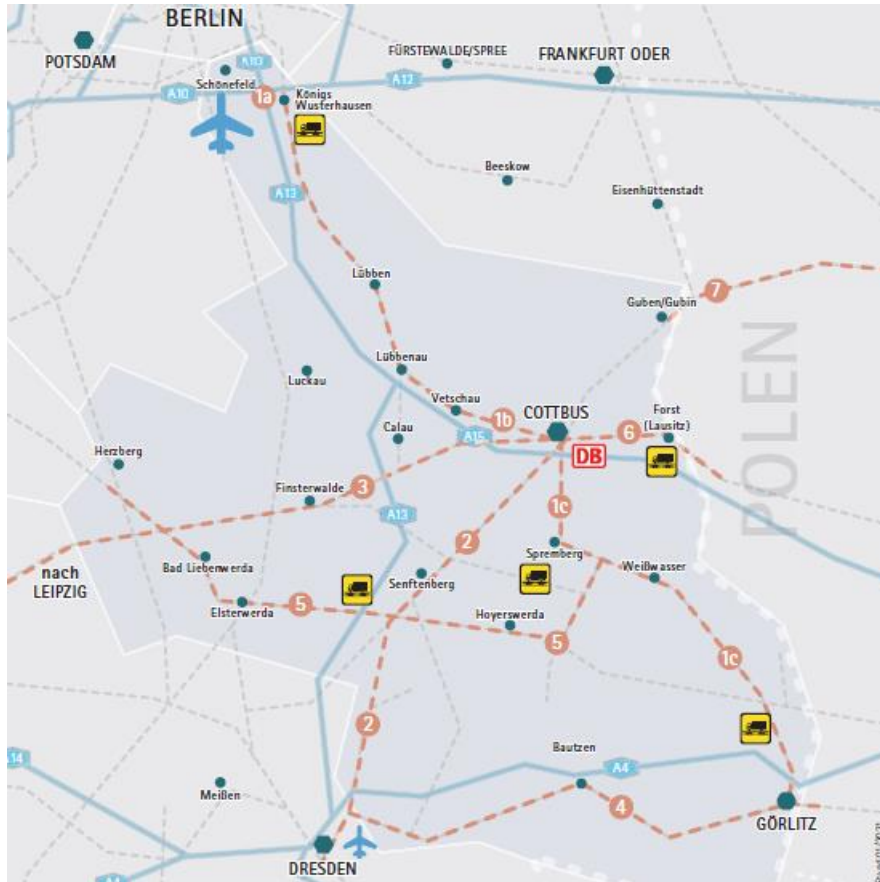 BERLIN
POTSDAM
Schönefeld
A10
1a
Königs
Wusterhausen
FÜRSTEWALDE/SPREE
A12
FRANKFURT ODER
Beeskow
Eisenhüttenstadt
A13
Lübben
7
Guben/Gubin
Lübbenau
Luckau
Vetschau
1b
COTTBUS
Forst
(Lausitz)
6
POLEN
Calau
A15
DB
Herzberg
Finsterwalde
3
A13
1c
2
Spremberg
Weißwasser
Bad Liebenwerda
Senftenberg
nach
LEIPZIG
Elsterwerda
5
Hoyerswerda
5
1c
2
Bautzen
A4
A14
Meißen
4
GÖRLITZ
DRESDEN